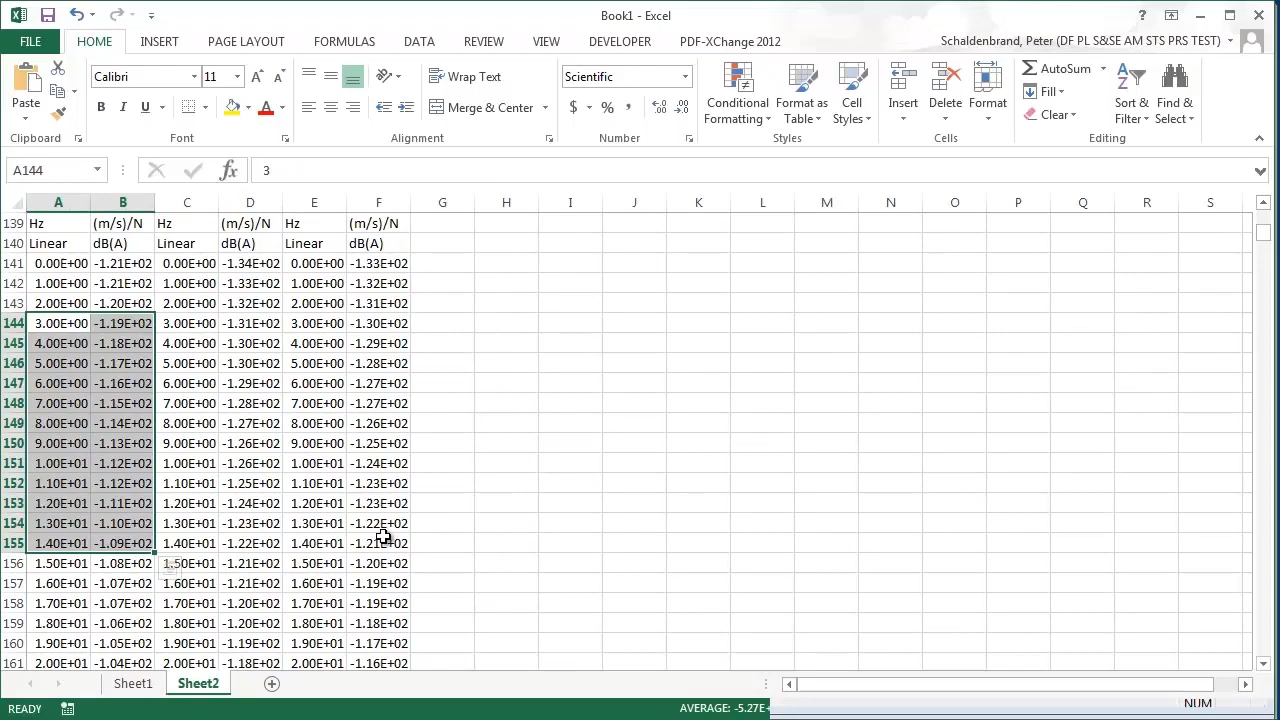 Book1 - Excel
FILE HOME INSERT PAGE LAYOUT FORMULAS DATA REVIEW VIEW DEVELOPER PDF-XChange 2012 Schaldenbrand, Peter (DF PL S&SE AM STS PRS TEST)
Calibri 11 Wrap Text Scientific AutoSum
Paste Merge & Center $ % , Conditional Formatting Format as Table Cell Styles Insert Delete Format Fill Clear Sort & Filter Find & Select
Clipboard Font Alignment Number Styles Cells Editing
A144 fx 3
A B C D E F G H I J K L M N O P Q R S
139 Hz (m/s)/N Hz (m/s)/N Hz (m/s)/N
140 Linear dB(A) Linear dB(A) Linear dB(A)
141 0.00E+00 -1.21E+02 0.00E+00 -1.34E+02 0.00E+00 -1.33E+02
142 1.00E+00 -1.21E+02 1.00E+00 -1.33E+02 1.00E+00 -1.32E+02
143 2.00E+00 -1.20E+02 2.00E+00 -1.32E+02 2.00E+00 -1.31E+02
144 3.00E+00 -1.19E+02 3.00E+00 -1.31E+02 3.00E+00 -1.30E+02
145 4.00E+00 -1.18E+02 4.00E+00 -1.30E+02 4.00E+00 -1.29E+02
146 5.00E+00 -1.17E+02 5.00E+00 -1.30E+02 5.00E+00 -1.28E+02
147 6.00E+00 -1.16E+02 6.00E+00 -1.29E+02 6.00E+00 -1.27E+02
148 7.00E+00 -1.15E+02 7.00E+00 -1.28E+02 7.00E+00 -1.27E+02
149 8.00E+00 -1.14E+02 8.00E+00 -1.27E+02 8.00E+00 -1.26E+02
150 9.00E+00 -1.13E+02 9.00E+00 -1.26E+02 9.00E+00 -1.25E+02
151 1.00E+01 -1.12E+02 1.00E+01 -1.26E+02 1.00E+01 -1.24E+02
152 1.10E+01 -1.12E+02 1.10E+01 -1.25E+02 1.10E+01 -1.23E+02
153 1.20E+01 -1.11E+02 1.20E+01 -1.24E+02 1.20E+01 -1.23E+02
154 1.30E+01 -1.10E+02 1.30E+01 -1.23E+02 1.30E+01 -1.22E+02
155 1.40E+01 -1.09E+02 1.40E+01 -1.22E+02 1.40E+01 -1.21E+02
156 1.50E+01 -1.08E+02 1.50E+01 -1.21E+02 1.50E+01 -1.20E+02
157 1.60E+01 -1.07E+02 1.60E+01 -1.21E+02 1.60E+01 -1.19E+02
158 1.70E+01 -1.07E+02 1.70E+01 -1.20E+02 1.70E+01 -1.19E+02
159 1.80E+01 -1.06E+02 1.80E+01 -1.20E+02 1.80E+01 -1.18E+02
160 1.90E+01 -1.05E+02 1.90E+01 -1.19E+02 1.90E+01 -1.17E+02
161 2.00E+01 -1.04E+02 2.00E+01 -1.18E+02 2.00E+01 -1.16E+02
Sheet1 Sheet2
READY AVERAGE: -5.27E+ NUM